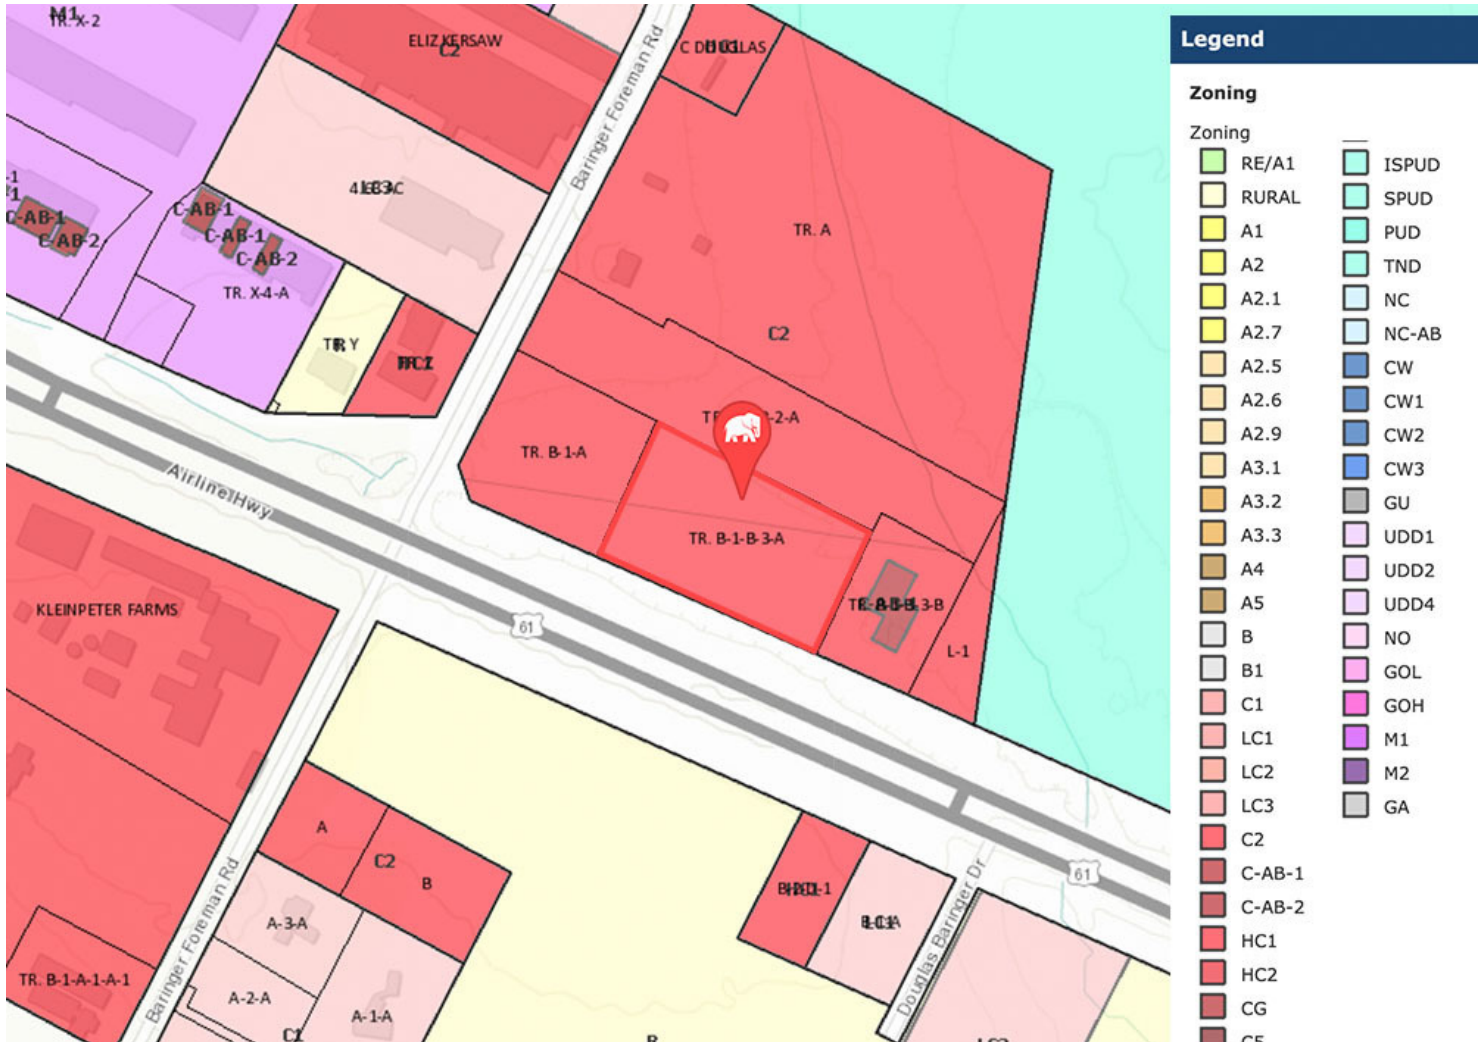 M1
TR. X-2
ELIZ KERSAW
C2
C-AB-1
C-AB-2
C-AB-1
C-AB-1
C-AB-2
TR. X-4-A
Baringer Foreman Rd
TR. A
C2
TR. B-1-A
TR. B-1-B-3-A
L-1
Airline Hwy
61
KLEINPETER FARMS
A
C2
B
A-3-A
A-2-A
A-1-A
C1
TR. B-1-A-1-A-1
Baringer Foreman Rd
Douglas Baringer Dr
61
Legend
Zoning
Zoning
RE/A1
RURAL
A1
A2
A2.1
A2.7
A2.5
A2.6
A2.9
A3.1
A3.2
A3.3
A4
A5
B
B1
C1
LC1
LC2
LC3
C2
C-AB-1
C-AB-2
HC1
HC2
CG
ISPUD
SPUD
PUD
TND
NC
NC-AB
CW
CW1
CW2
CW3
GU
UDD1
UDD2
UDD4
NO
GOL
GOH
M1
M2
GA